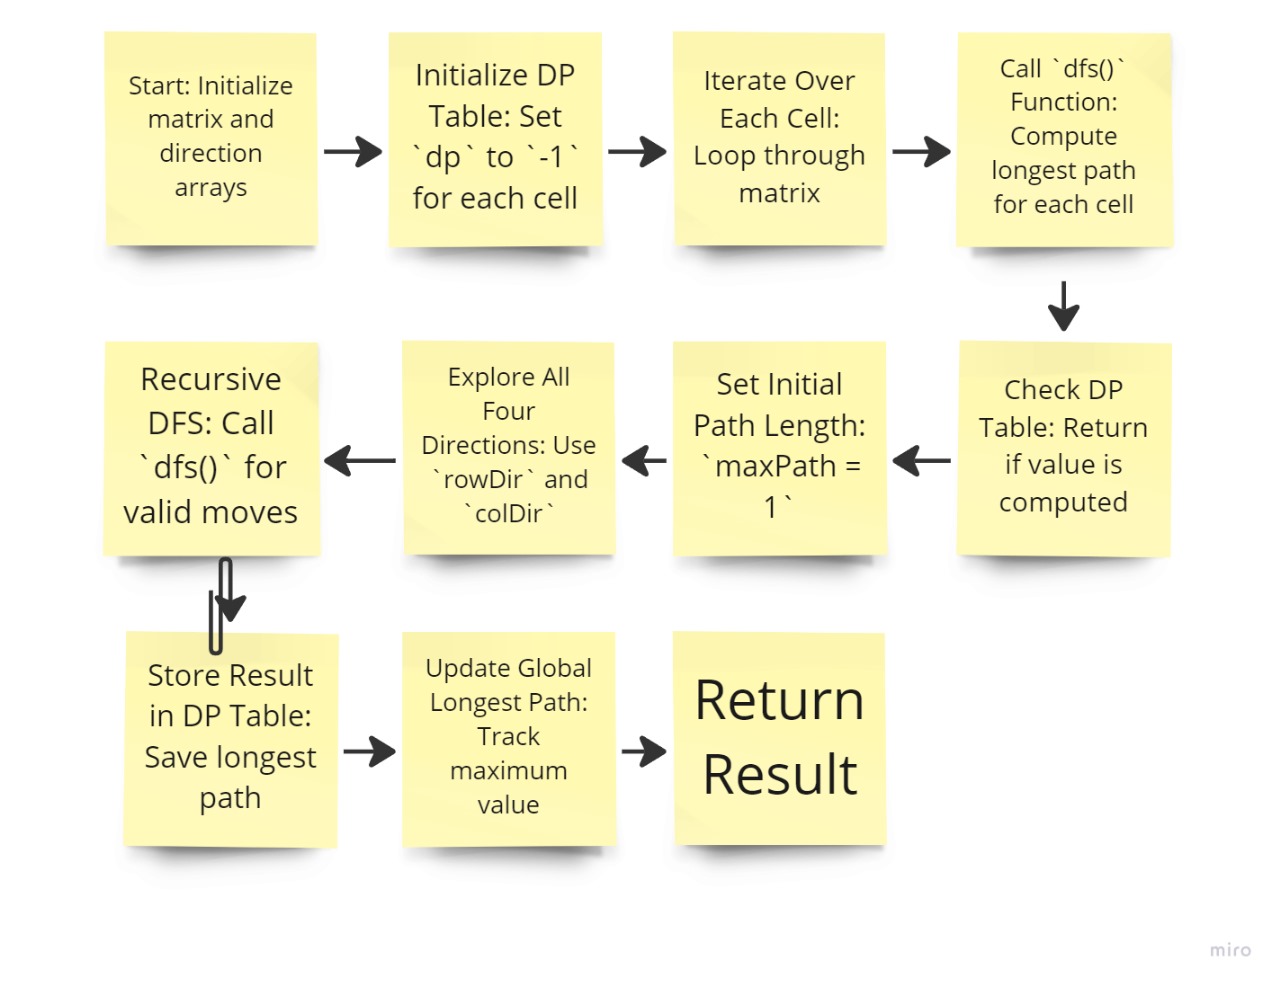 Start: Initialize
matrix and
direction
arrays
Initialize DP
Table: Set
`dp` to `-1`
for each cell
Iterate Over
Each Cell:
Loop through
matrix
Call `dfs()`
Function:
Compute
longest path
for each cell
Check DP
Table: Return
if value is
computed
Set Initial
Path Length:
`maxPath =
1`
Explore All
Four
Directions: Use
`rowDir` and
`colDir`
Recursive
DFS: Call
`dfs()` for
valid moves
Store Result
in DP Table:
Save longest
path
Update Global
Longest Path:
Track
maximum
value
Return
Result
miro